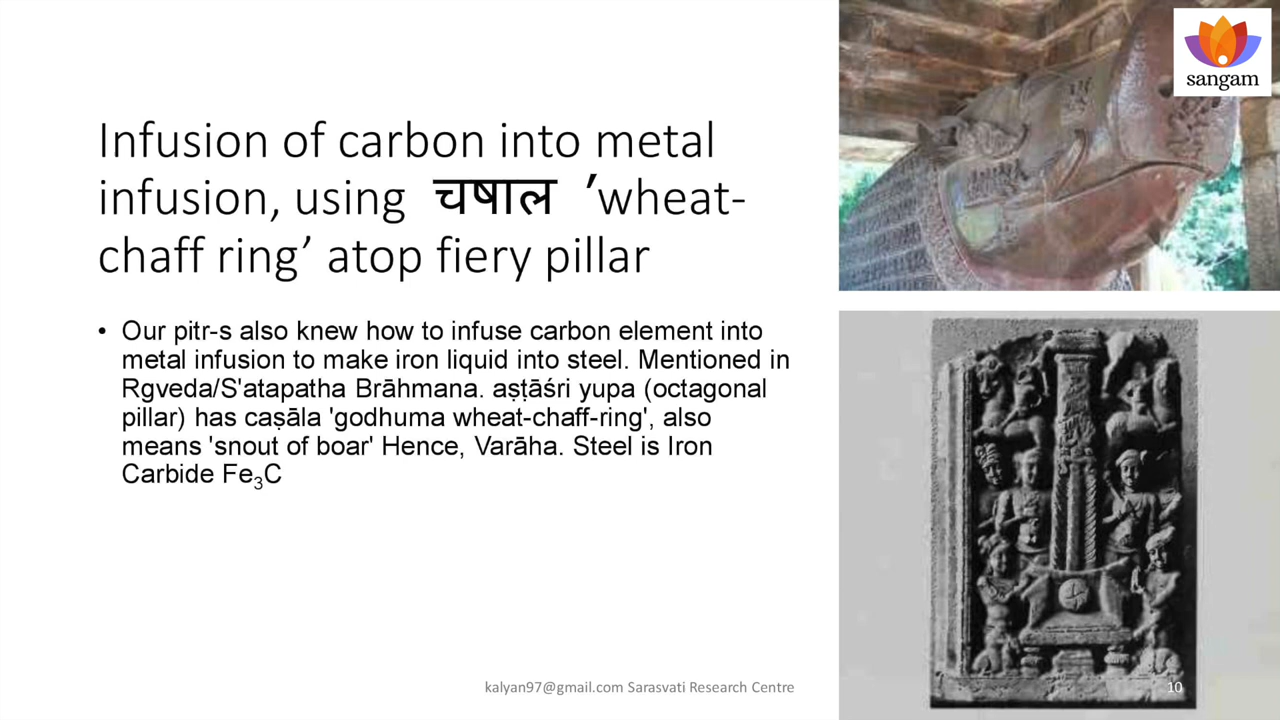 sangam
Infusion of carbon into metal
infusion, using चषाल ’wheat-
chaff ring’ atop fiery pillar
• Our pitr-s also knew how to infuse carbon element into
metal infusion to make iron liquid into steel. Mentioned in
Rgveda/S'atapatha Brāhmana. aṣṭāśri yupa (octagonal
pillar) has caṣāla 'godhuma wheat-chaff-ring', also
means 'snout of boar' Hence, Varāha. Steel is Iron
Carbide Fe₃C
kalyan97@gmail.com Sarasvati Research Centre
10